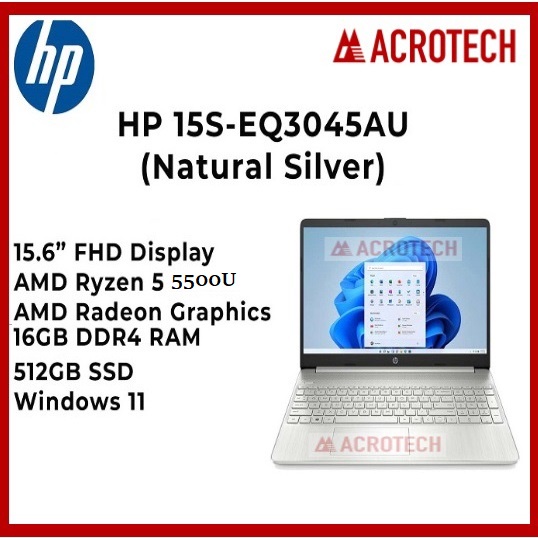 hp
ACROTECH
HP 15S-EQ3045AU
(Natural Silver)
15.6” FHD Display
AMD Ryzen 5 5500U
AMD Radeon Graphics
16GB DDR4 RAM
512GB SSD
Windows 11
ACROTECH
hp
ACROTECH